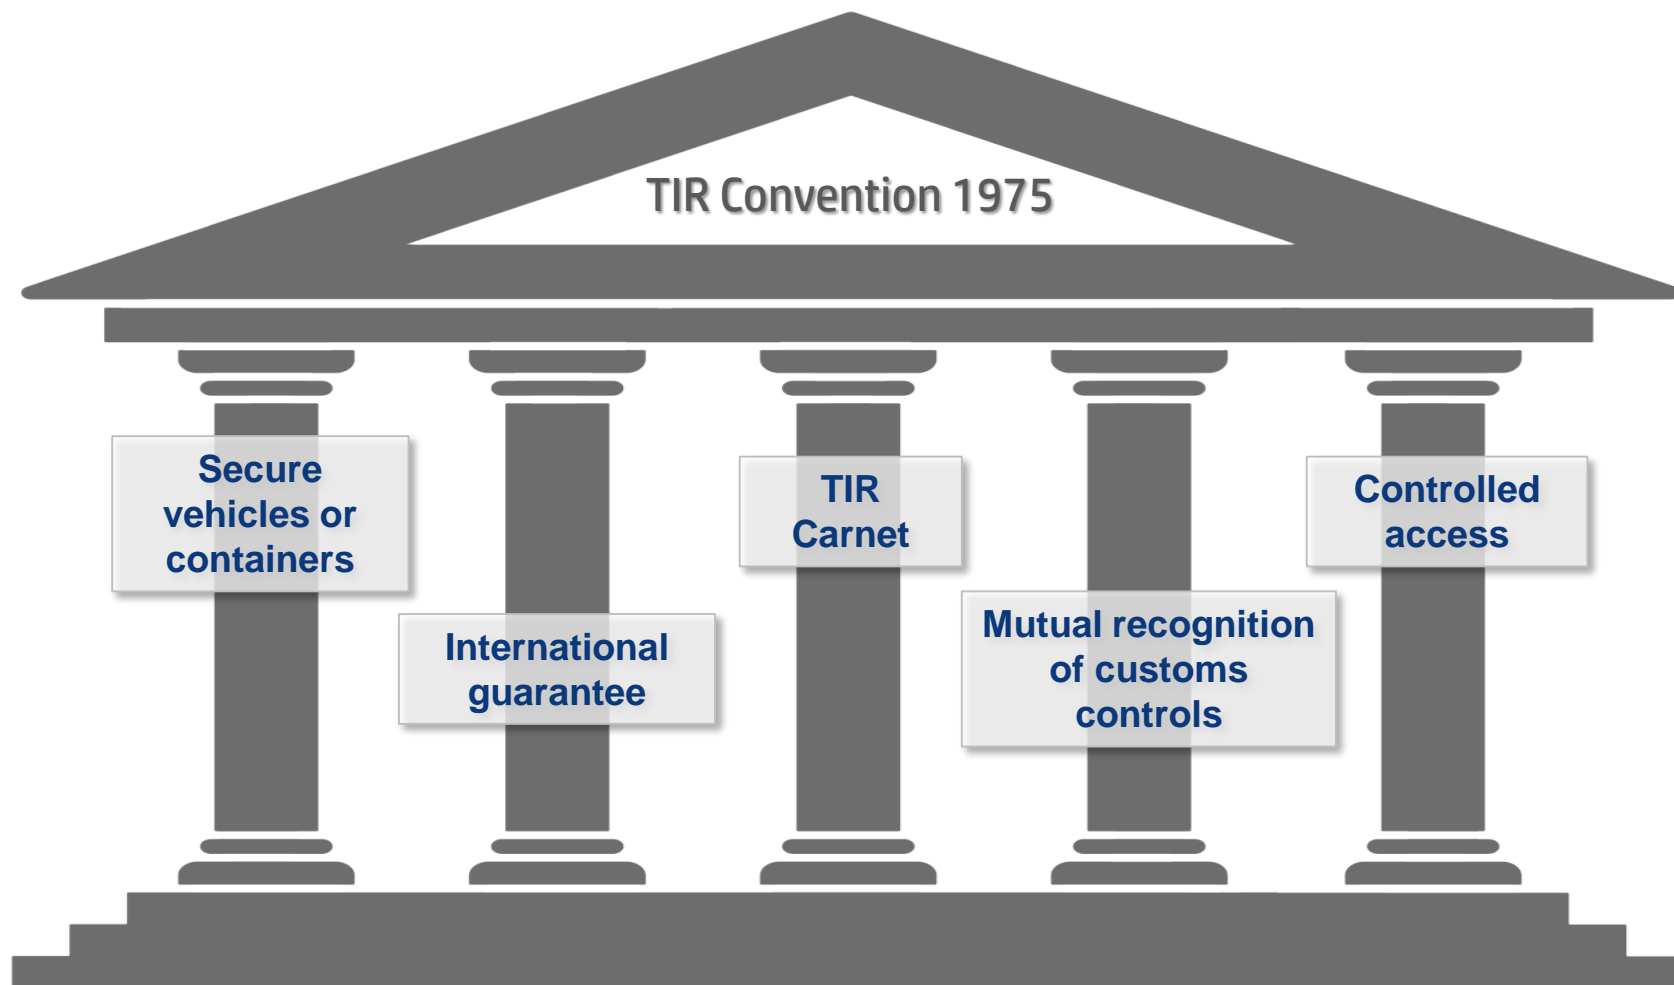 TIR Convention 1975
Secure
vehicles or
containers
International
guarantee
TIR
Carnet
Mutual recognition
of customs
controls
Controlled
access